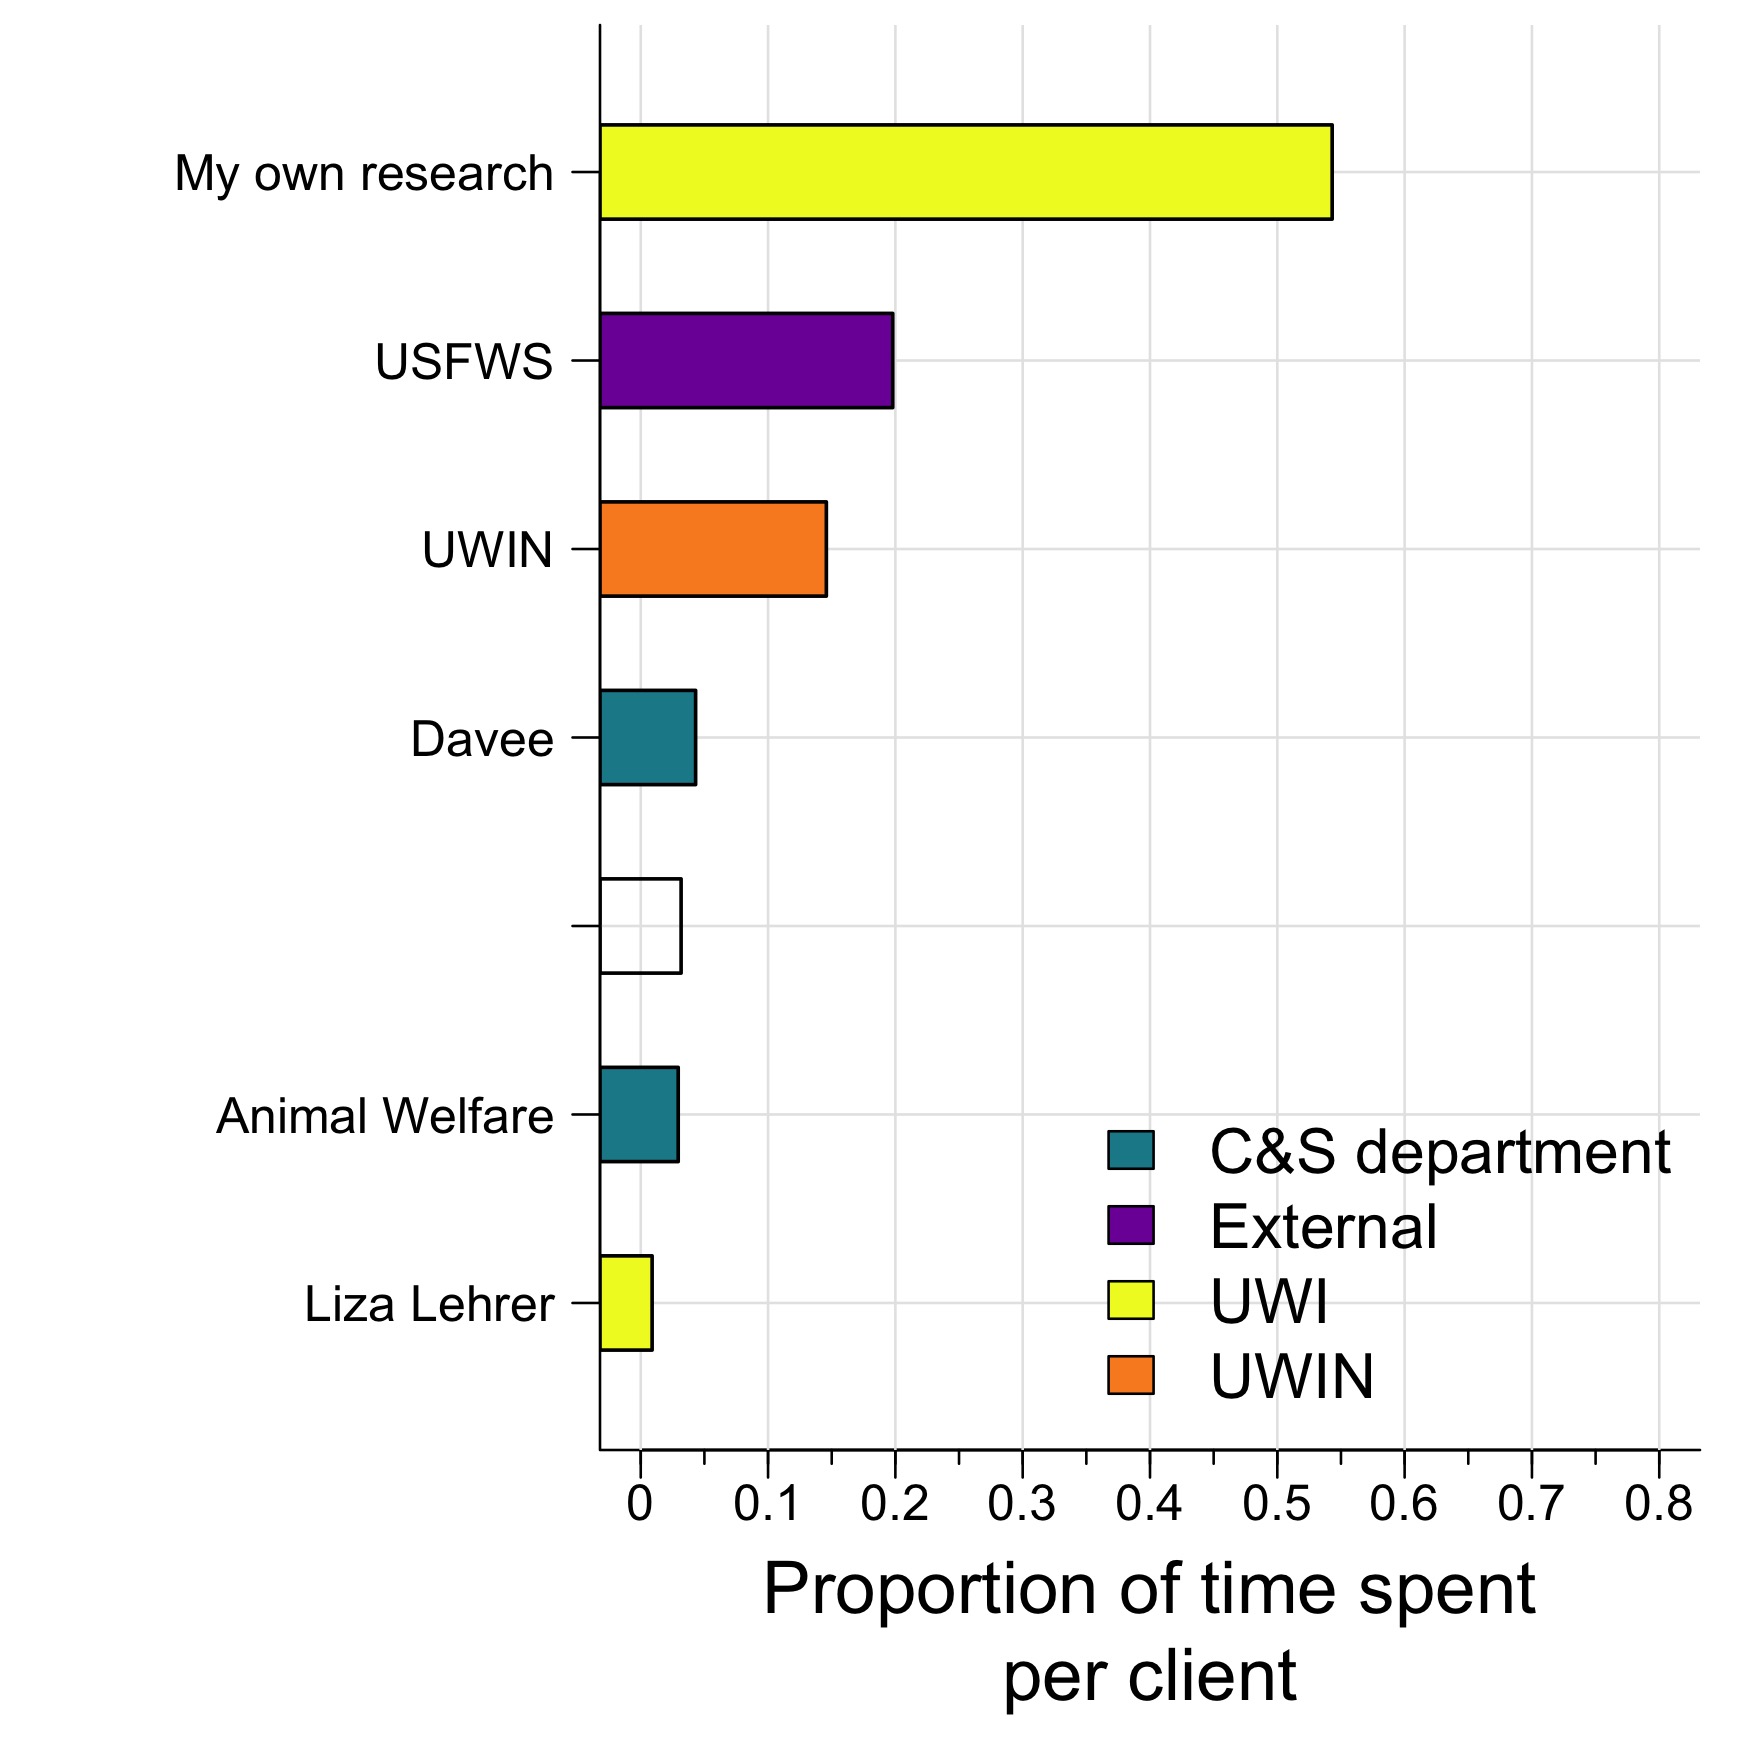 My own research
USFWS
UWIN
Davee
Animal Welfare
Liza Lehrer
C&S department
External
UWI
UWIN
0 0.1 0.2 0.3 0.4 0.5 0.6 0.7 0.8
Proportion of time spent
per client